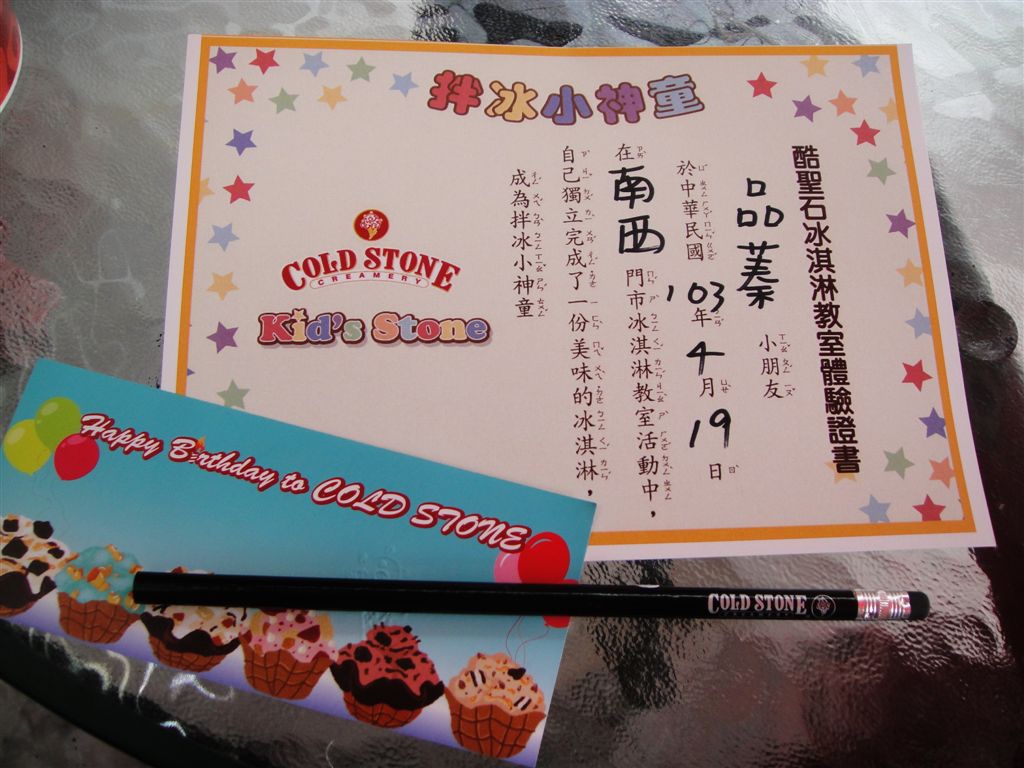 拌冰小神童
酷聖石冰淇淋教室體驗證書
品蓁 小朋友
於中華民國 '03年 4月 19日
在 南西 門市冰淇淋教室活動中，
自己獨立完成了一份美味的冰淇淋，
成為拌冰小神童
COLD STONE
CREAMERY
Kid's Stone
Happy Birthday to COLD STONE
COLD STONE